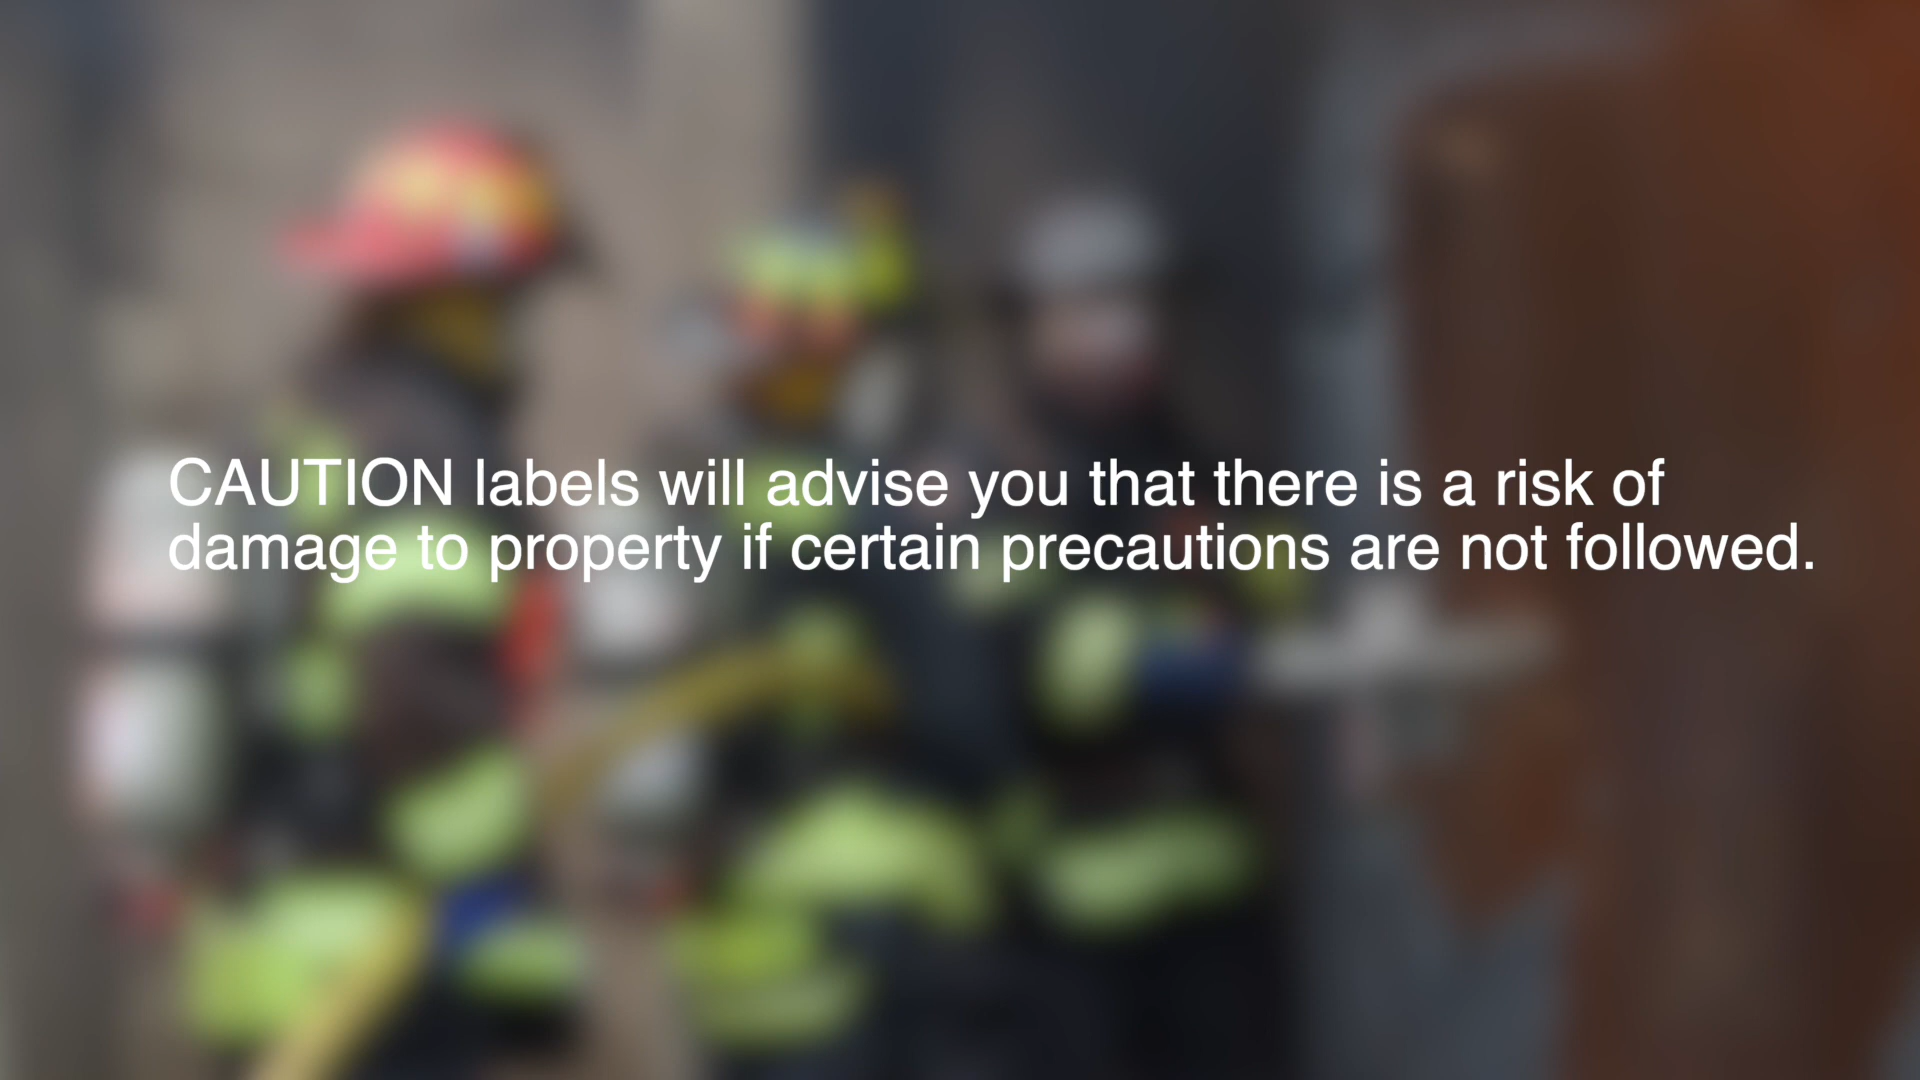 CAUTION labels will advise you that there is a risk of
damage to property if certain precautions are not followed.